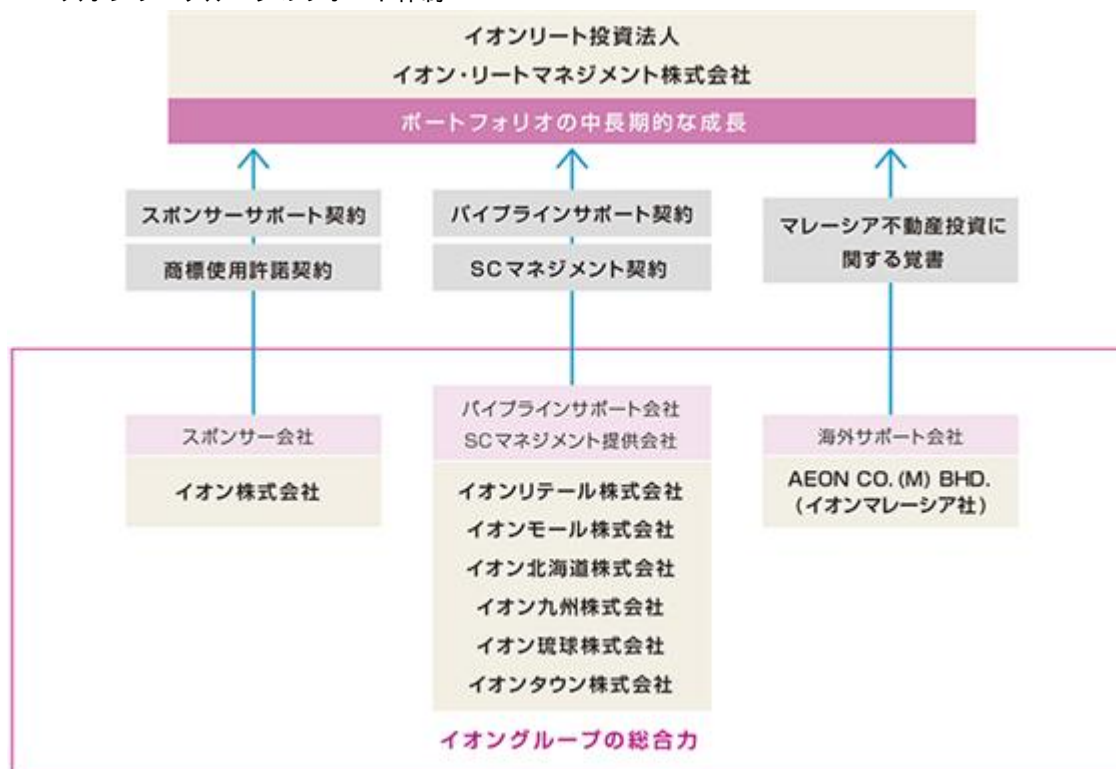 イオンリート投資法人
イオン・リートマネジメント株式会社
ポートフォリオの中長期的な成長
スポンサーサポート契約
商標使用許諾契約
パイプラインサポート契約
SCマネジメント契約
マレーシア不動産投資に
関する覚書
スポンサー会社
イオン株式会社
パイプラインサポート会社
SCマネジメント提供会社
イオンリテール株式会社
イオンモール株式会社
イオン北海道株式会社
イオン九州株式会社
イオン琉球株式会社
イオンタウン株式会社
海外サポート会社
AEON CO. (M) BHD.
(イオンマレーシア社)
イオングループの総合力